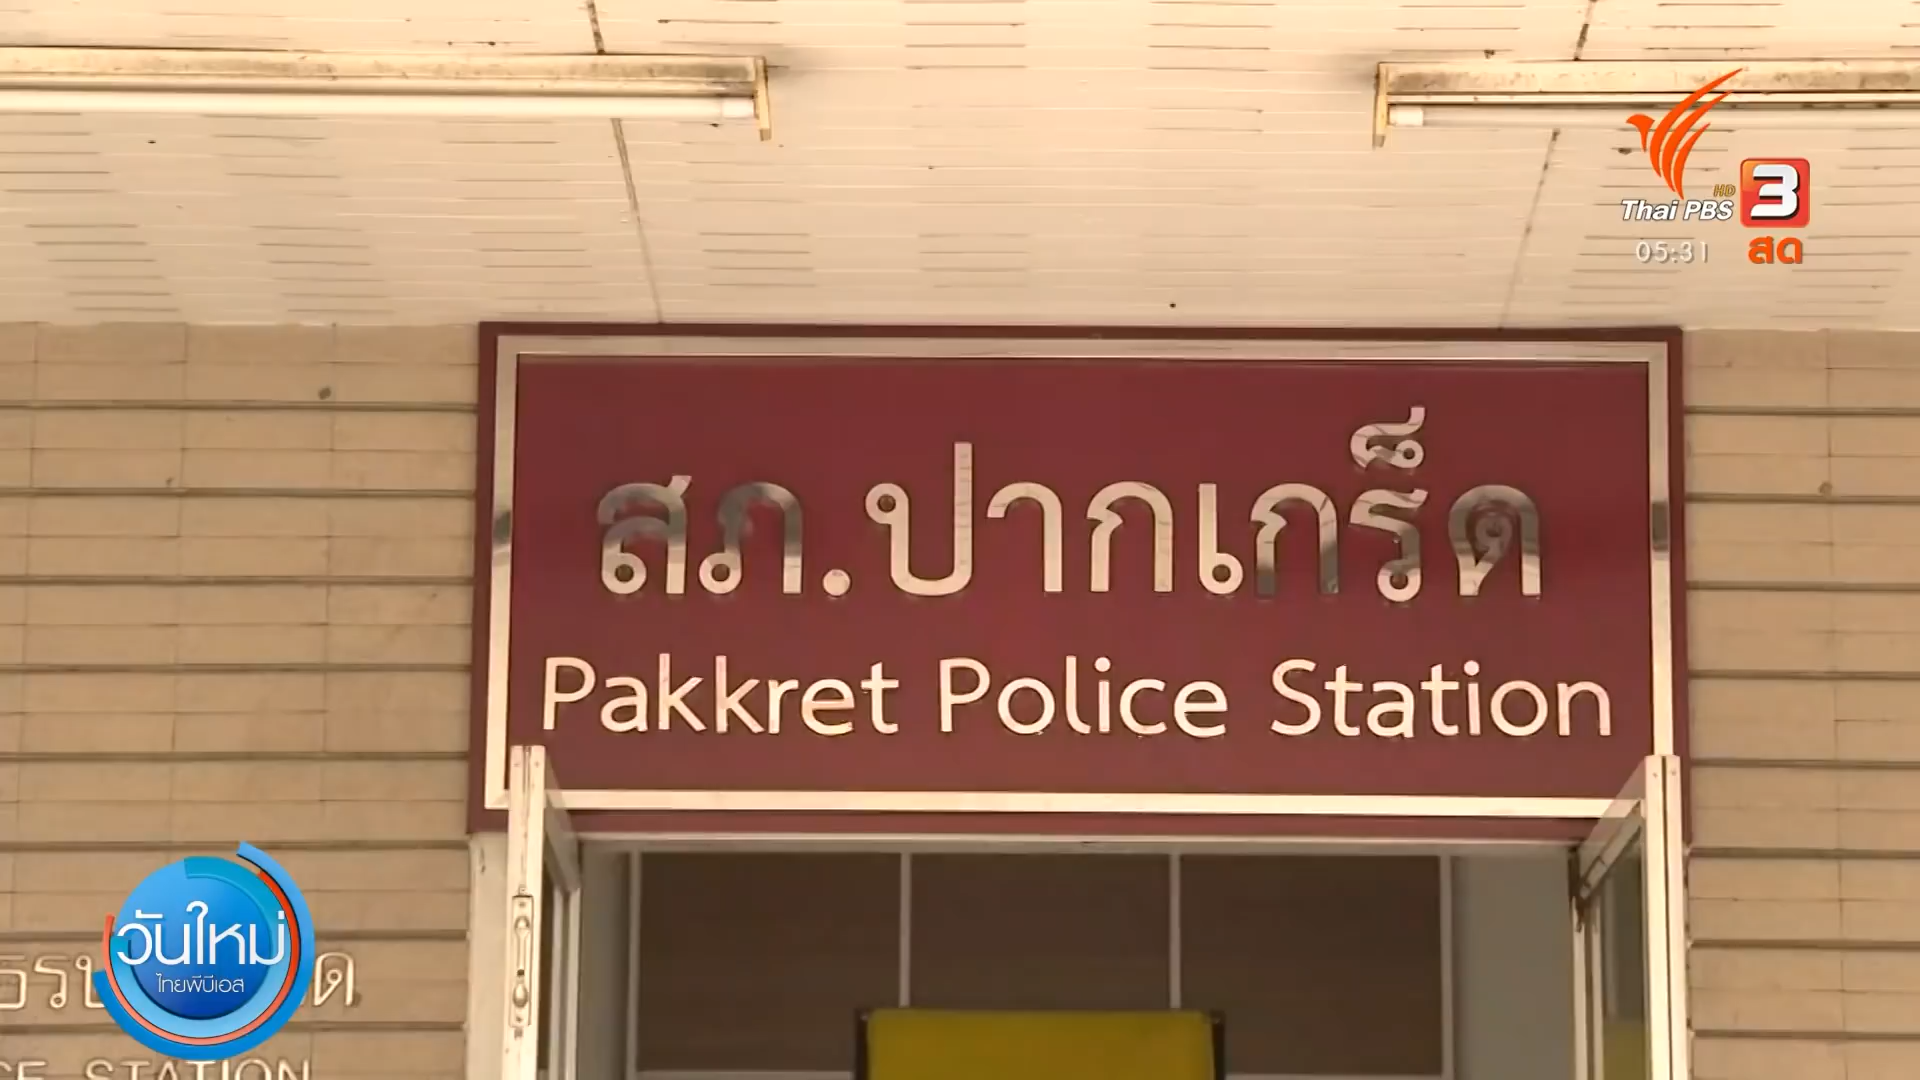 HD
Thai PBS 3
05:31 สด
สภ.ปากเกร็ด
Pakkret Police Station
วันใหม่
ไทยพีบีเอส
STATION